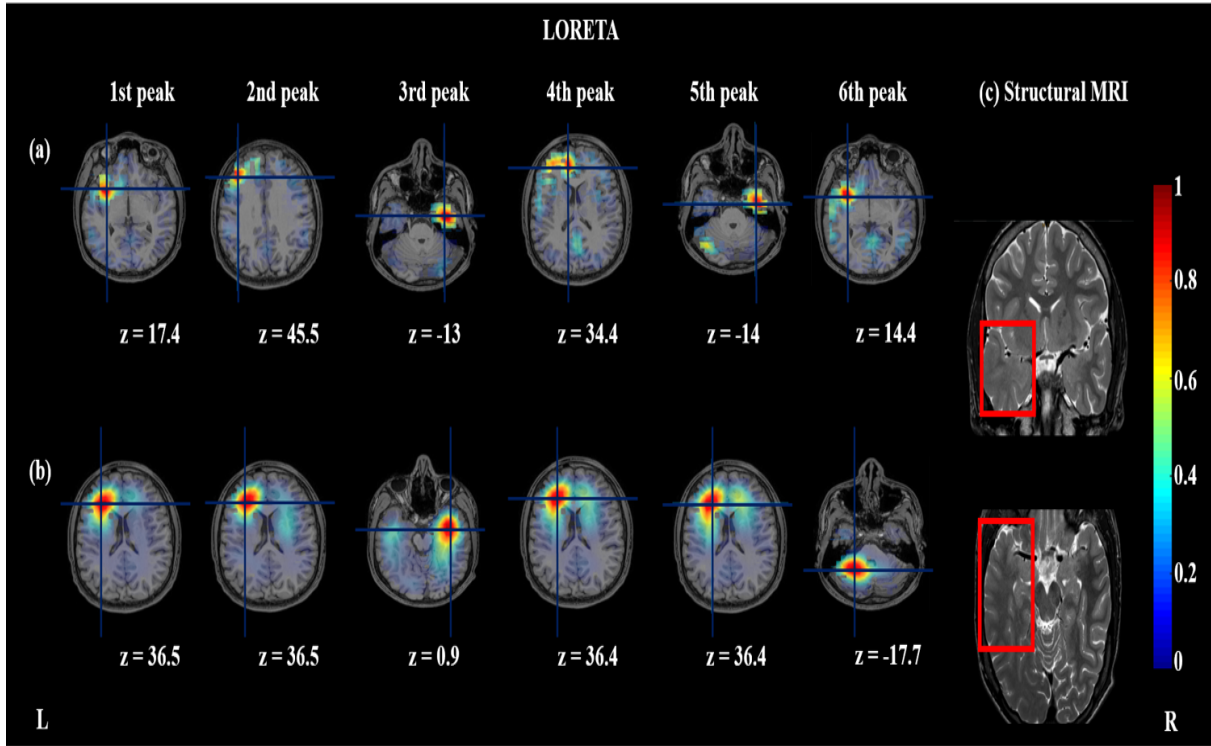 LORETA
1st peak 2nd peak 3rd peak 4th peak 5th peak 6th peak (c) Structural MRI
(a)
z = 17.4 z = 45.5 z = -13 z = 34.4 z = -14 z = 14.4
(b)
z = 36.5 z = 36.5 z = 0.9 z = 36.4 z = 36.4 z = -17.7
1
0.8
0.6
0.4
0.2
0
L R